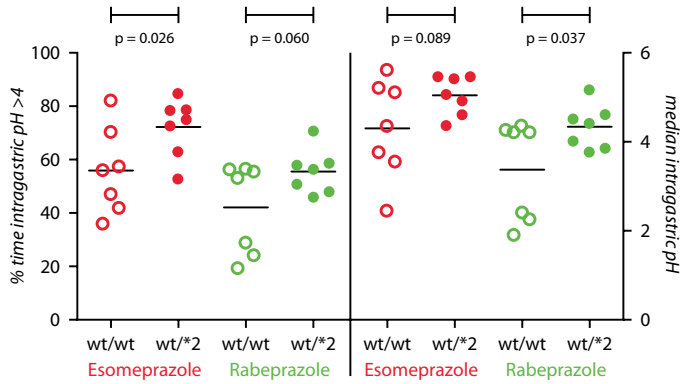 p = 0.026 p = 0.060 p = 0.089 p = 0.037
100 6
80
4
60
40
2
20
0 0
% time intragastric pH >4
median intragastric pH
wt/wt wt/*2 wt/wt wt/*2 wt/wt wt/*2 wt/wt wt/*2
Esomeprazole Rabeprazole Esomeprazole Rabeprazole